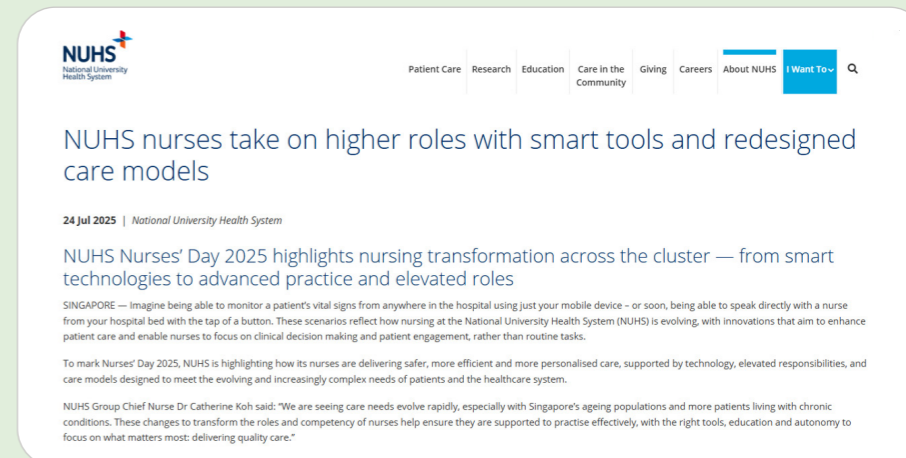 NUHS
National University
Health System
Patient Care
Research
Education
Care in the
Community
Giving
Careers
About NUHS
I Want To
NUHS nurses take on higher roles with smart tools and redesigned
care models
24 Jul 2025 | National University Health System
NUHS Nurses’ Day 2025 highlights nursing transformation across the cluster — from smart
technologies to advanced practice and elevated roles
SINGAPORE — Imagine being able to monitor a patient’s vital signs from anywhere in the hospital using just your mobile device – or soon, being able to speak directly with a nurse
from your hospital bed with the tap of a button. These scenarios reflect how nursing at the National University Health System (NUHS) is evolving, with innovations that aim to enhance
patient care and enable nurses to focus on clinical decision making and patient engagement, rather than routine tasks.
To mark Nurses’ Day 2025, NUHS is highlighting how its nurses are delivering safer, more efficient and more personalised care, supported by technology, elevated responsibilities, and
care models designed to meet the evolving and increasingly complex needs of patients and the healthcare system.
NUHS Group Chief Nurse Dr Catherine Koh said: “We are seeing care needs evolve rapidly, especially with Singapore’s ageing populations and more patients living with chronic
conditions. These changes to transform the roles and competency of nurses help ensure they are supported to practise effectively, with the right tools, education and autonomy to
focus on what matters most: delivering quality care.”